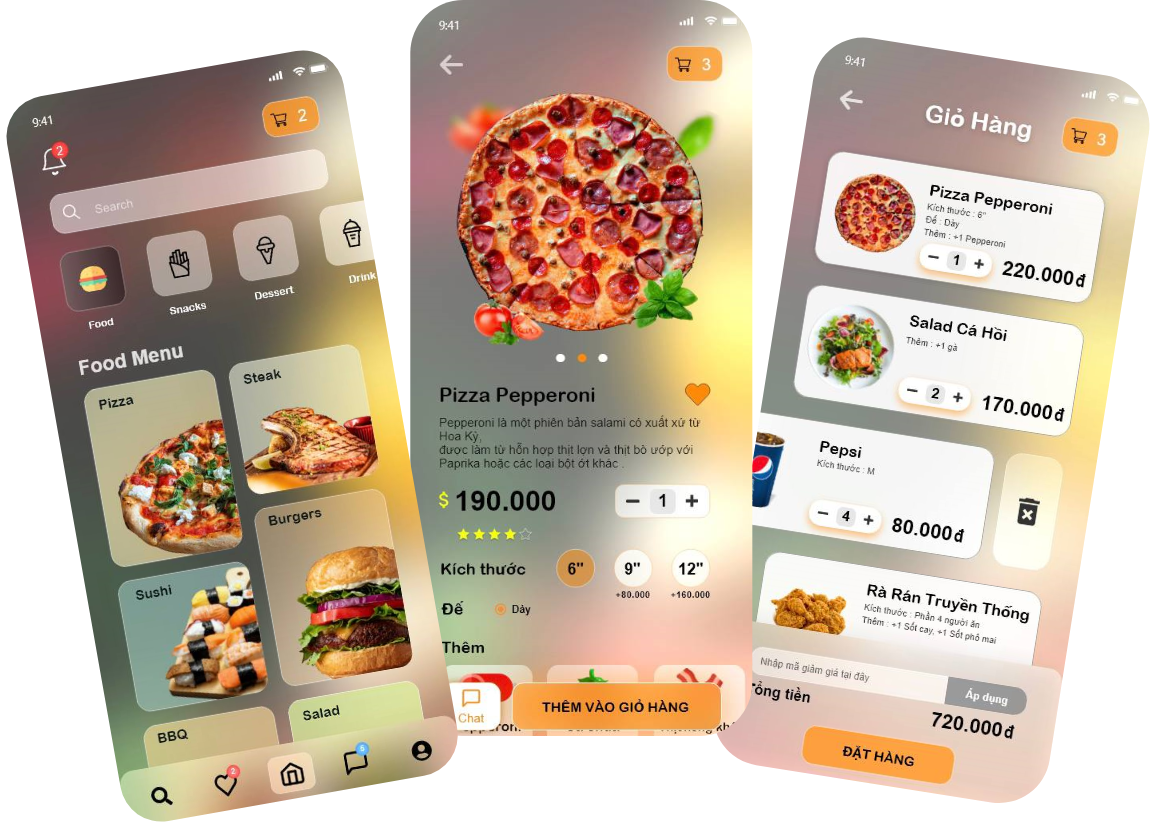 9:41
2
2
Search
Food
Snacks
Dessert
Drink
Food Menu
Pizza
Steak
Sushi
Burgers
BBQ
Salad
2
5
9:41
3
Pizza Pepperoni
Pepperoni là một phiên bản salami có xuất xứ từ
Hoa Kỳ,
được làm từ hỗn hợp thịt lợn và thịt bò ướp với
Paprika hoặc các loại bột ớt khác .
$ 190.000
1
Kích thước
6"
9"
12"
+80.000
+160.000
Đế
Dày
Thêm
Chat
THÊM VÀO GIỎ HÀNG
9:41
Giỏ Hàng
3
Pizza Pepperoni
Kích thước : 6"
Đế : Dày
Thêm : +1 Pepperoni
1
220.000đ
Salad Cá Hồi
Thêm : +1 gà
2
170.000đ
Pepsi
Kích thước : M
4
80.000đ
Rà Rán Truyền Thống
Kích thước : Phần 4 người ăn
Thêm : +1 Sốt cay, +1 Sốt phô mai
Nhập mã giảm giá tại đây
Áp dụng
Tổng tiền
720.000đ
ĐẶT HÀNG